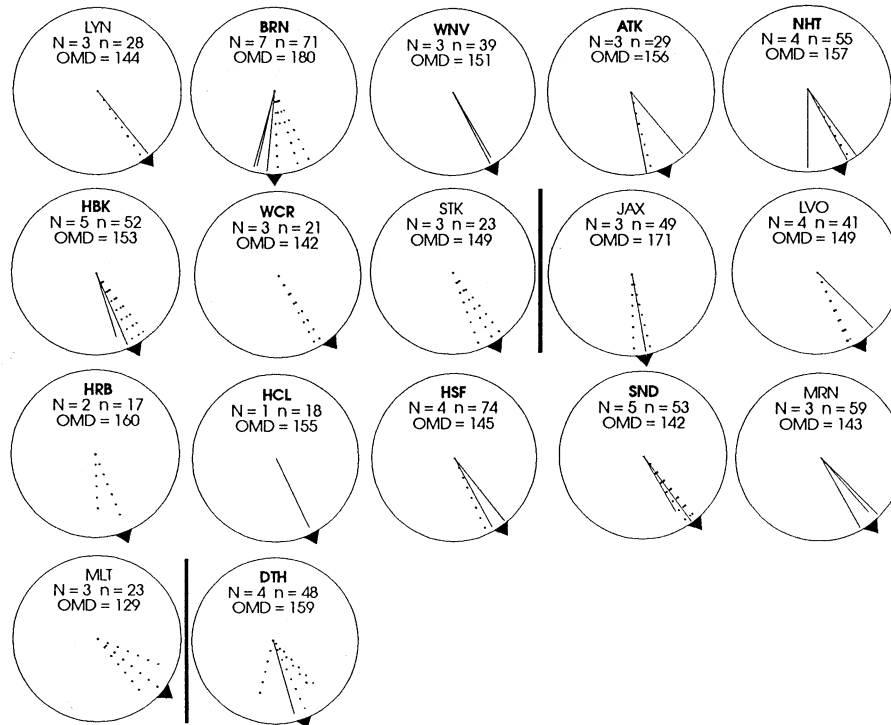 LYN
N = 3 n = 28
OMD = 144
BRN
N = 7 n = 71
OMD = 180
WNV
N = 3 n = 39
OMD = 151
ATK
N =3 n = 29
OMD = 156
NHT
N = 4 n = 55
OMD = 157
HBK
N = 5 n = 52
OMD = 153
WCR
N = 3 n = 21
OMD = 142
STK
N = 3 n = 23
OMD = 149
JAX
N = 3 n = 49
OMD = 171
LVO
N = 4 n = 41
OMD = 149
HRB
N = 2 n = 17
OMD = 160
HCL
N = 1 n = 18
OMD = 155
HSF
N = 4 n = 74
OMD = 145
SND
N = 5 n = 53
OMD = 142
MRN
N = 3 n = 59
OMD = 143
MLT
N = 3 n = 23
OMD = 129
DTH
N = 4 n = 48
OMD = 159